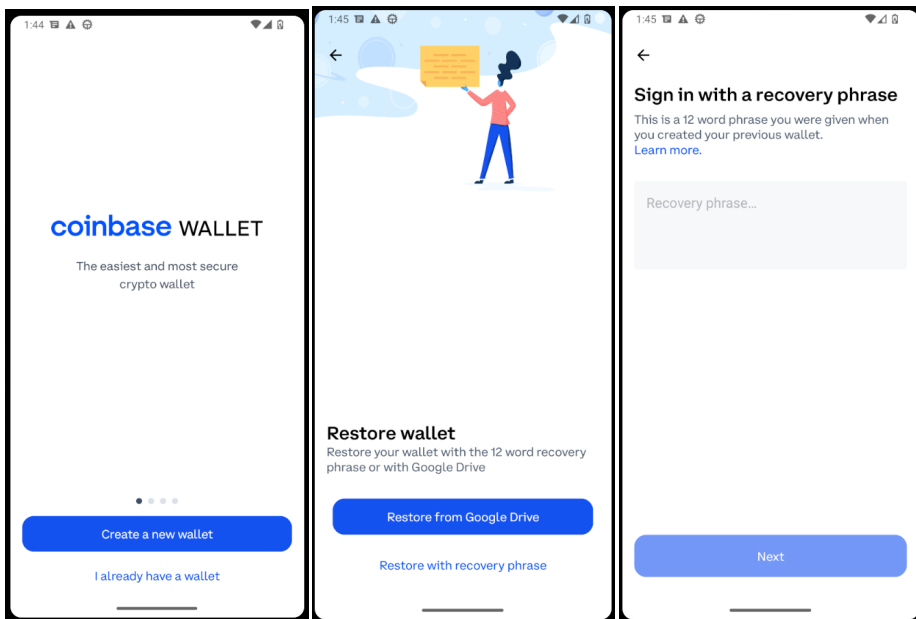 1:44
coinbase WALLET
The easiest and most secure
crypto wallet
Create a new wallet
I already have a wallet
1:45
Restore wallet
Restore your wallet with the 12 word recovery
phrase or with Google Drive
Restore from Google Drive
Restore with recovery phrase
1:45
Sign in with a recovery phrase
This is a 12 word phrase you were given when
you created your previous wallet.
Learn more.
Recovery phrase...
Next